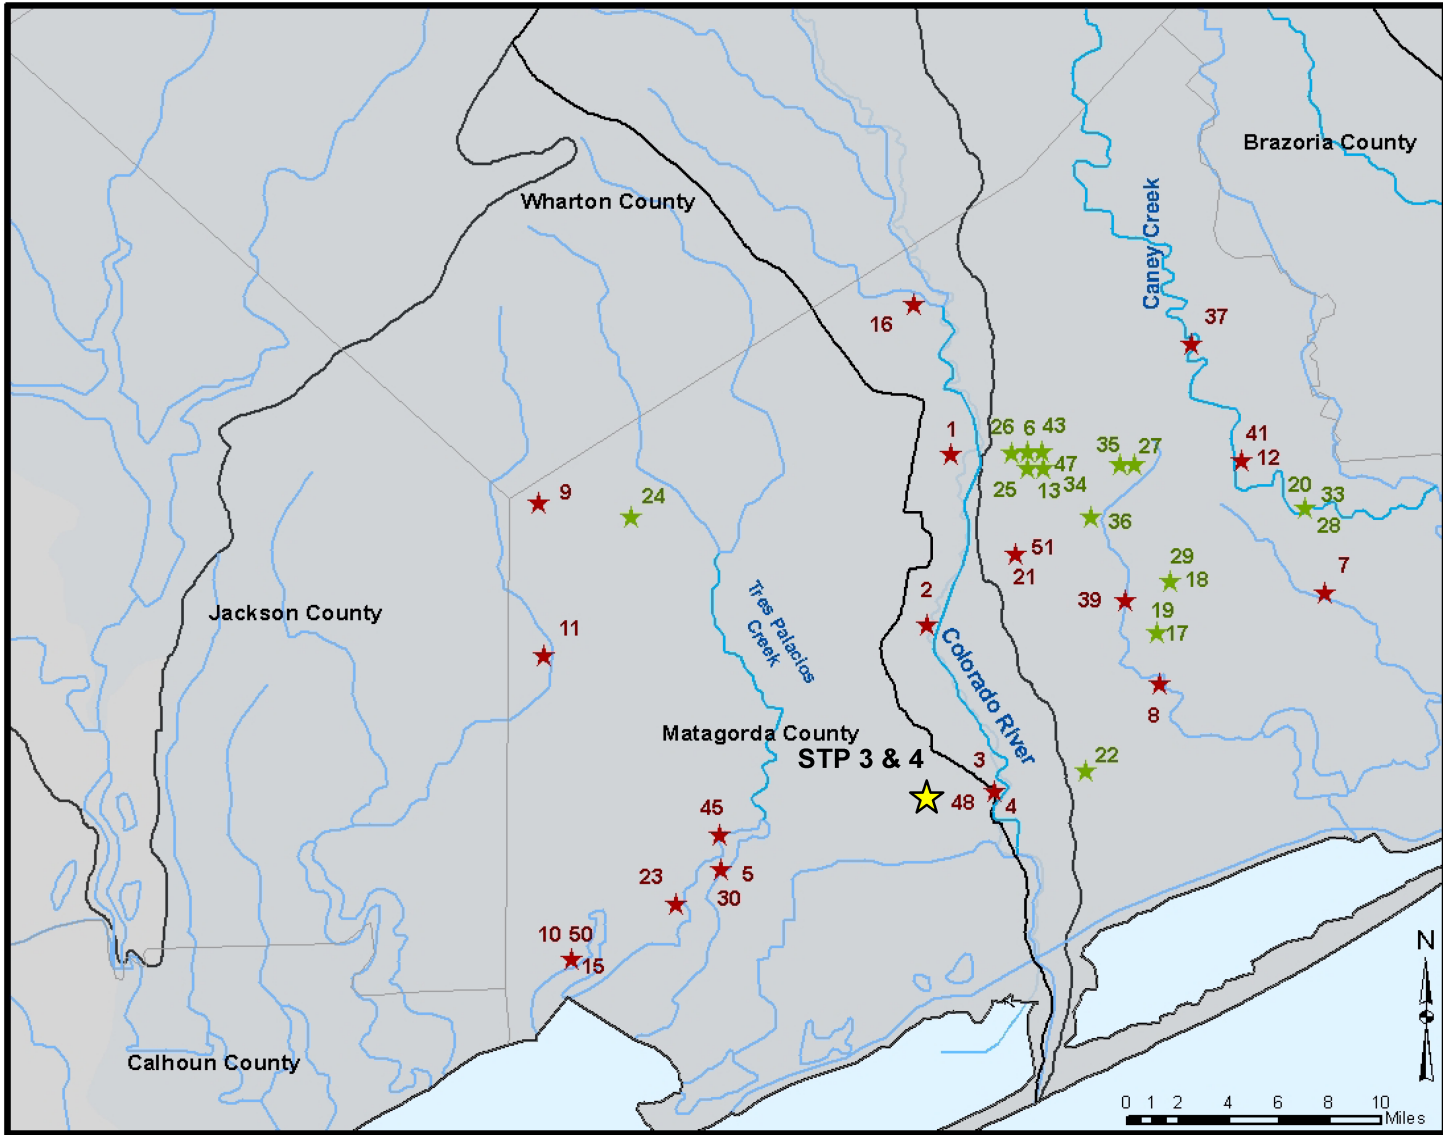 Brazoria County
Caney Creek
Wharton County
16
37
1
26 6 43
35 27
41
12
47
25 13 34
20 33
28
9
24
36
51
21
29
18
7
2
39
19
17
Tres Palacios
Creek
Jackson County
11
Colorado River
8
Matagorda County
STP 3 & 4
3
22
48
4
45
23
5
30
10 50
15
N
Calhoun County
0 1 2 4 6 8 10
Miles